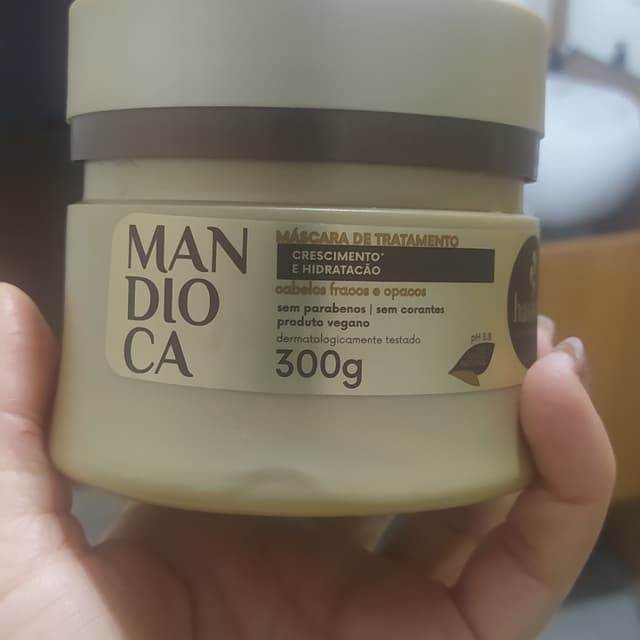 MAN
DIO
CA
MÁSCARA DE TRATAMENTO
CRESCIMENTO*
E HIDRATACÃO
cabelos fracos e opacos
sem parabenos | sem corantes
produto vegano
dermatologicamente testado
300g